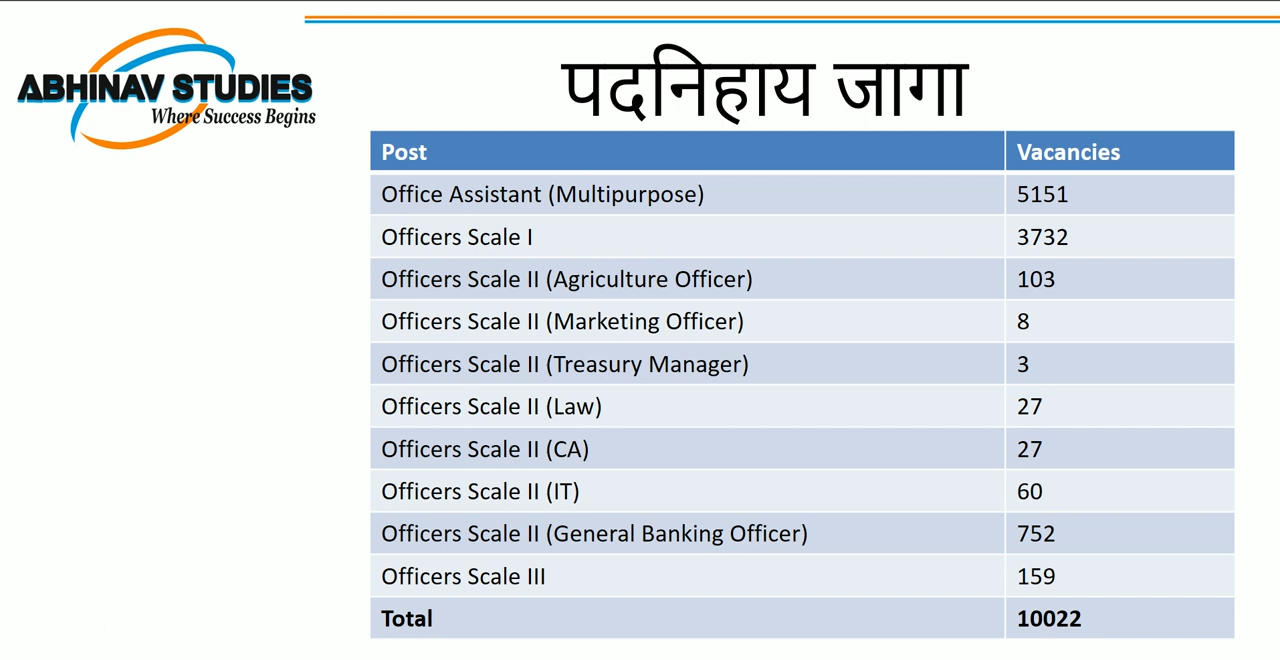 ABHINAV STUDIES
Where Success Begins
पदनिहाय जागा
Post Vacancies
Office Assistant (Multipurpose) 5151
Officers Scale I 3732
Officers Scale II (Agriculture Officer) 103
Officers Scale II (Marketing Officer) 8
Officers Scale II (Treasury Manager) 3
Officers Scale II (Law) 27
Officers Scale II (CA) 27
Officers Scale II (IT) 60
Officers Scale II (General Banking Officer) 752
Officers Scale III 159
Total 10022